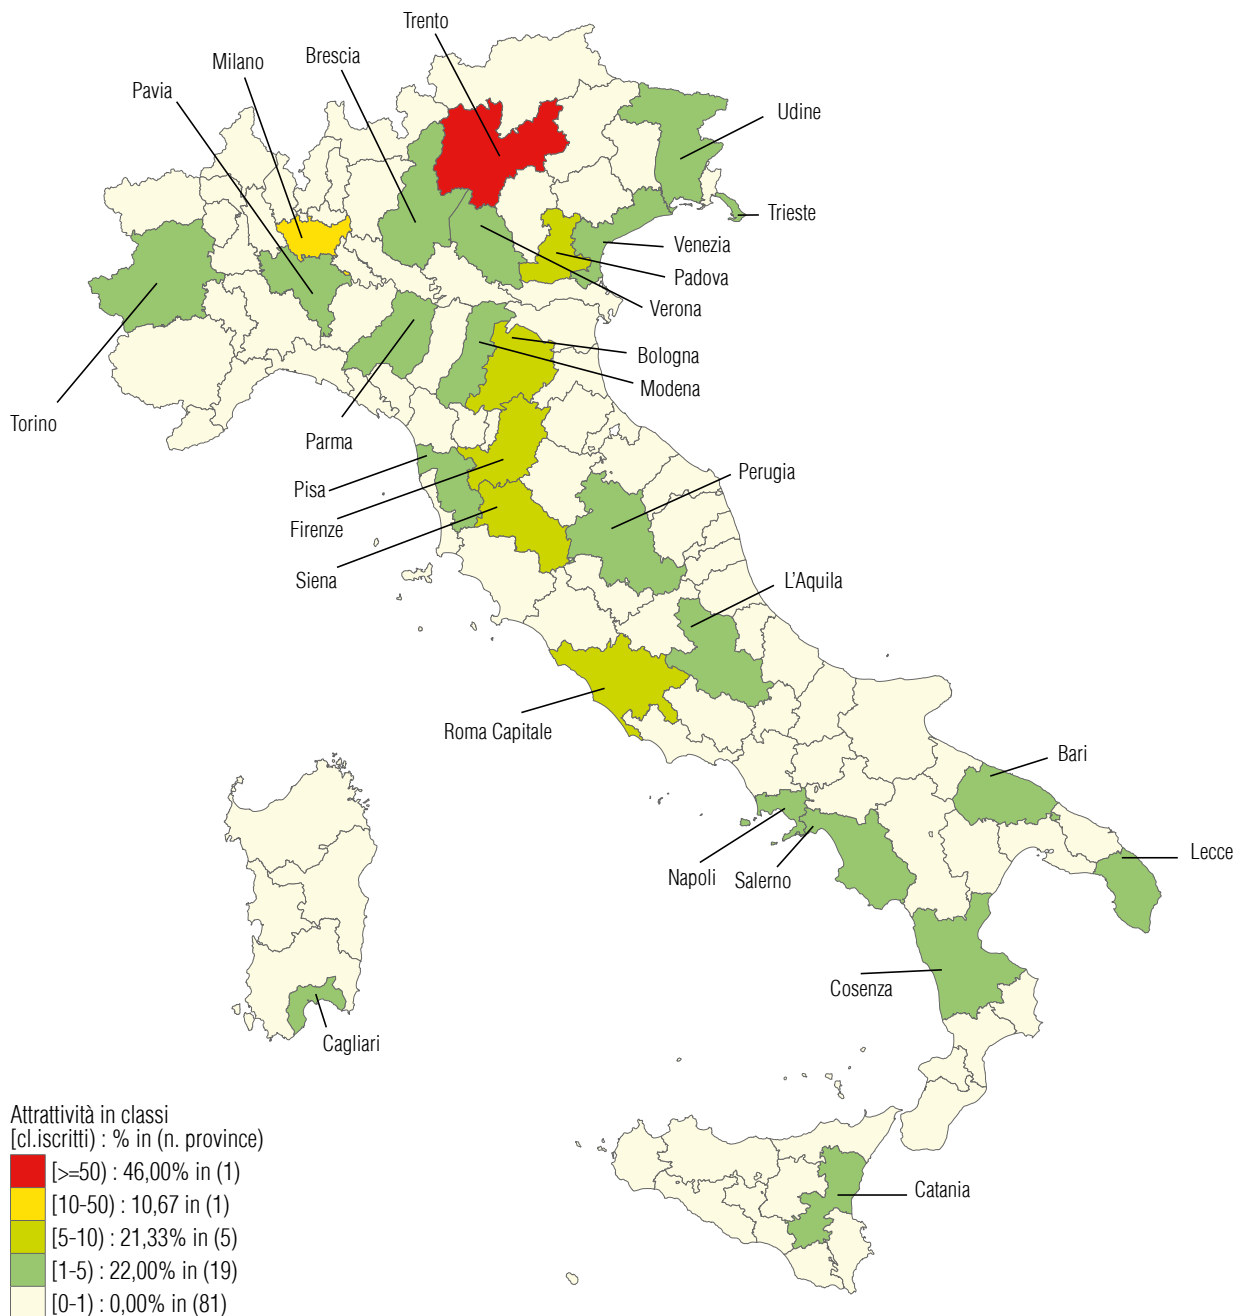 Trento
Milano
Brescia
Pavia
Udine
Trieste
Venezia
Padova
Verona
Bologna
Modena
Torino
Parma
Pisa
Perugia
Firenze
Siena
L'Aquila
Roma Capitale
Bari
Lecce
Napoli
Salerno
Cosenza
Cagliari
Catania
Attrattività in classi
[cl.iscritti) : % in (n. province)
[>=50) : 46,00% in (1)
[10-50) : 10,67 in (1)
[5-10) : 21,33% in (5)
[1-5) : 22,00% in (19)
[0-1) : 0,00% in (81)